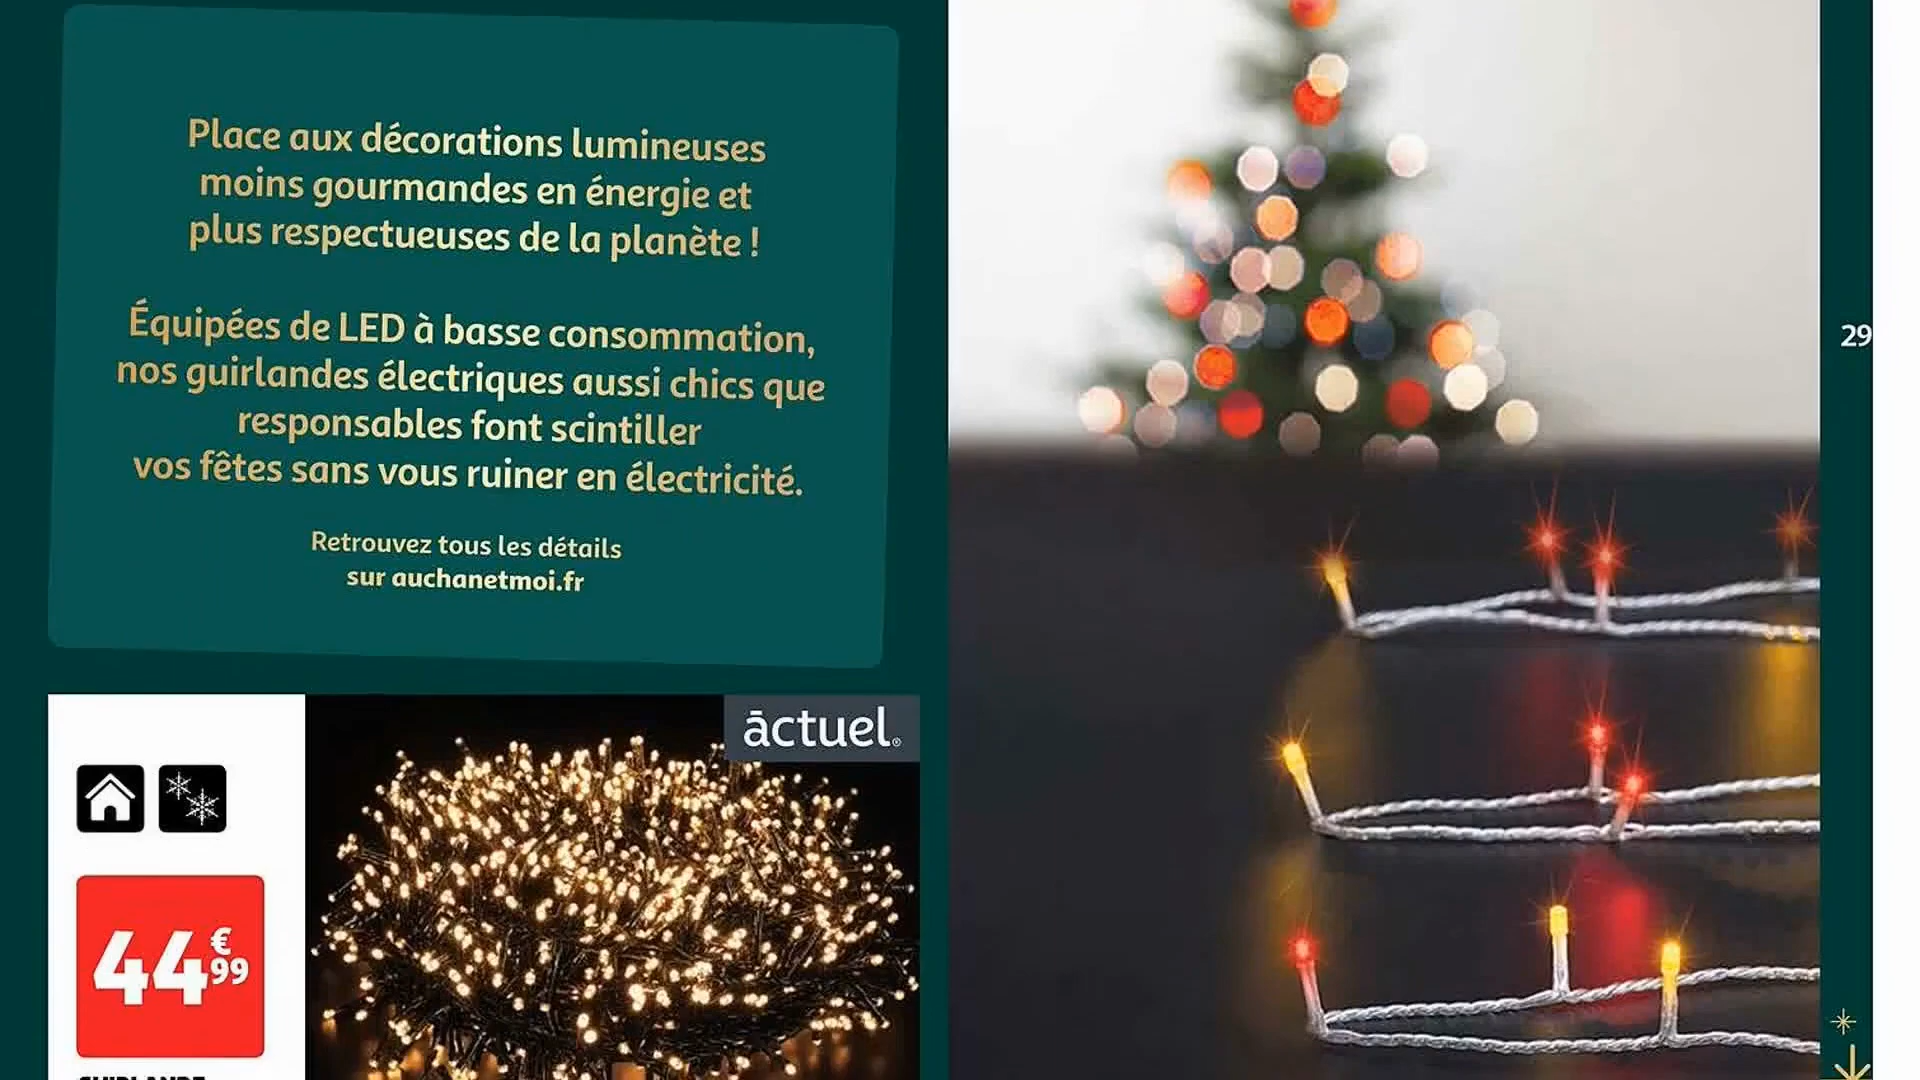 Place aux décorations lumineuses
moins gourmandes en énergie et
plus respectueuses de la planète !
Équipées de LED à basse consommation,
nos guirlandes électriques aussi chics que
responsables font scintiller
vos fêtes sans vous ruiner en électricité.
Retrouvez tous les détails
sur auchanetmoi.fr
29
āctuel®
44€99
GUIRLANDE